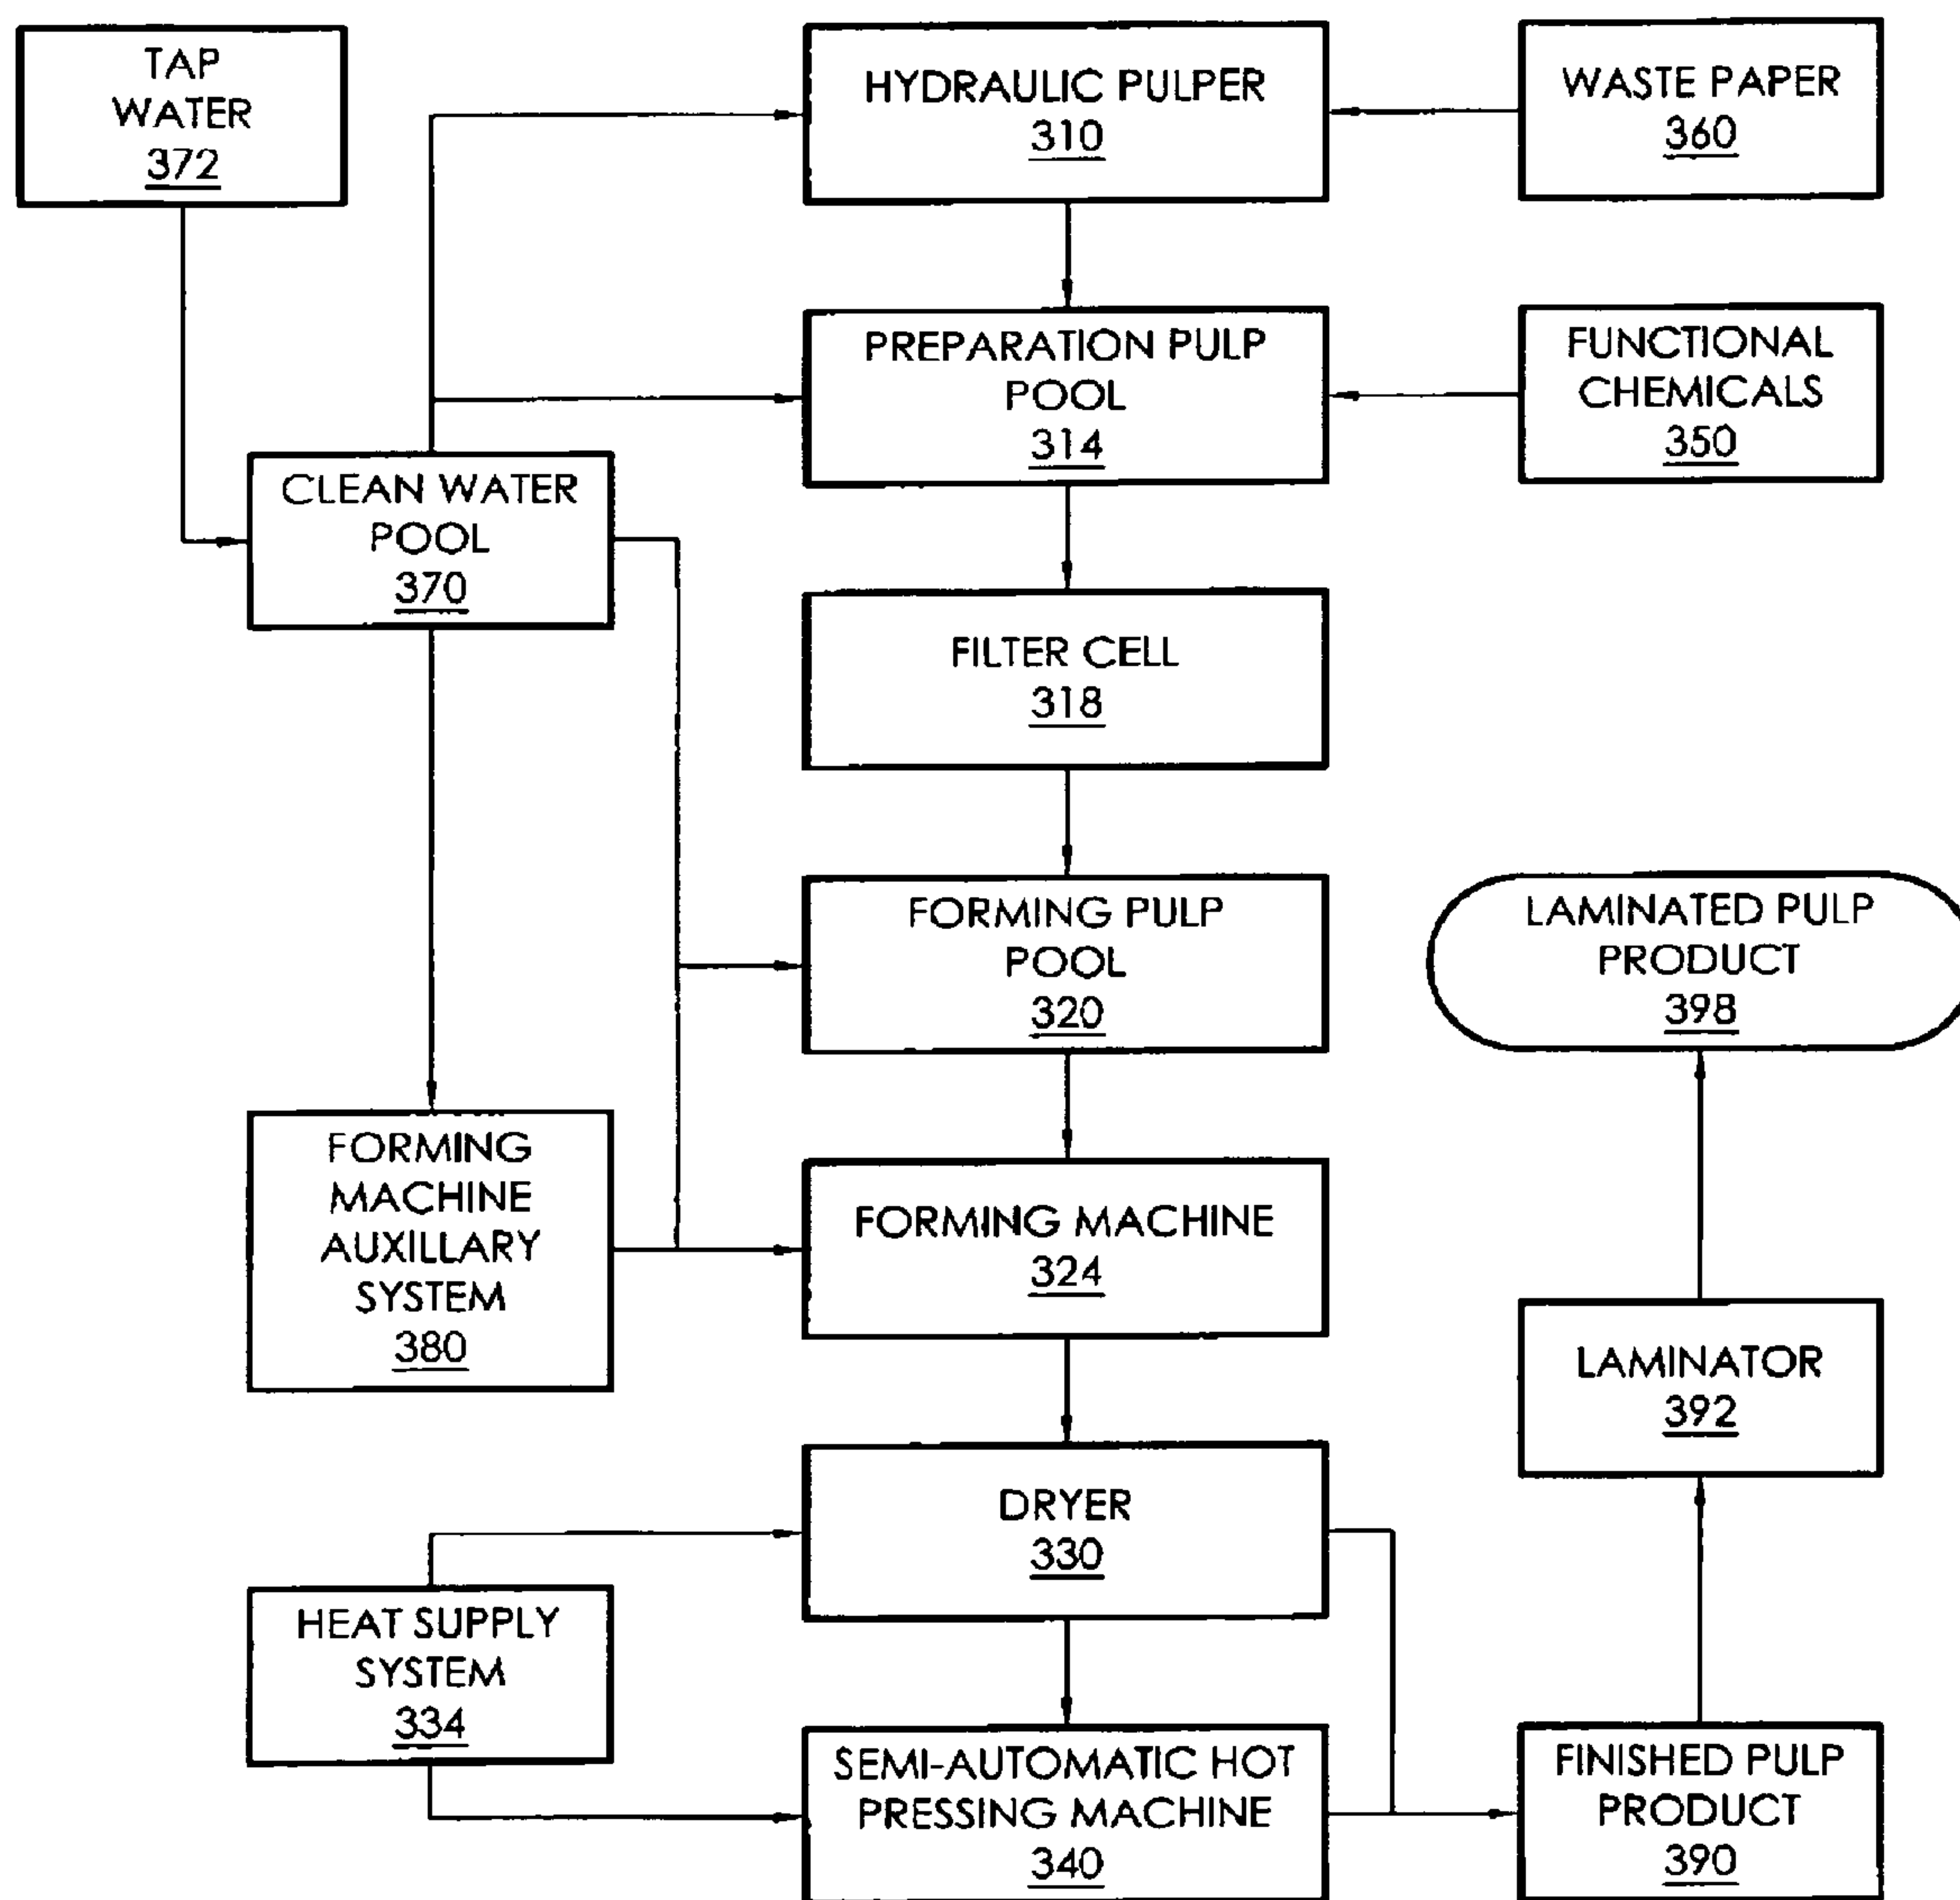 TAP
WATER
372
HYDRAULIC PULPER
310
WASTE PAPER
360
PREPARATION PULP
POOL
314
FUNCTIONAL
CHEMICALS
350
CLEAN WATER
POOL
370
FILTER CELL
318
FORMING PULP
POOL
320
LAMINATED PULP
PRODUCT
398
FORMING
MACHINE
AUXILLARY
SYSTEM
380
FORMING MACHINE
324
LAMINATOR
392
DRYER
330
HEAT SUPPLY
SYSTEM
334
SEMI-AUTOMATIC HOT
PRESSING MACHINE
340
FINISHED PULP
PRODUCT
390